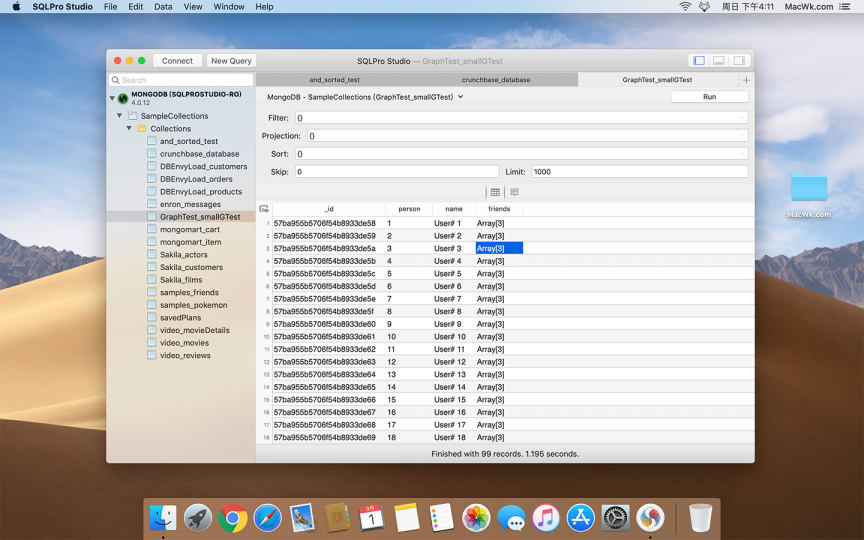 SQLPro Studio File Edit Data View Window Help 周日 下午4:11 MacWk.com
Connect New Query SQLPro Studio — GraphTest_smallGTest
Search and_sorted_test crunchbase_database GraphTest_smallGTest +
MONGODB (SQLPROSTUDIO-RO)
4.0.12
SampleCollections
Collections
and_sorted_test
crunchbase_database
DBEnvyLoad_customers
DBEnvyLoad_orders
DBEnvyLoad_products
enron_messages
GraphTest_smallGTest
mongomart_cart
mongomart_item
Sakila_actors
Sakila_customers
Sakila_films
samples_friends
samples_pokemon
savedPlans
video_movieDetails
video_movies
video_reviews
MongoDB - SampleCollections (GraphTest_smallGTest) Run
Filter: {}
Projection: {}
Sort: {}
Skip: 0 Limit: 1000
_id person name friends
1 57ba955b5706f54b8933de58 1 User# 1 Array[3]
2 57ba955b5706f54b8933de59 2 User# 2 Array[3]
3 57ba955b5706f54b8933de5a 3 User# 3 Array[3]
4 57ba955b5706f54b8933de5b 4 User# 4 Array[3]
5 57ba955b5706f54b8933de5c 5 User# 5 Array[3]
6 57ba955b5706f54b8933de5d 6 User# 6 Array[3]
7 57ba955b5706f54b8933de5e 7 User# 7 Array[3]
8 57ba955b5706f54b8933de5f 8 User# 8 Array[3]
9 57ba955b5706f54b8933de60 9 User# 9 Array[3]
10 57ba955b5706f54b8933de61 10 User# 10 Array[3]
11 57ba955b5706f54b8933de62 11 User# 11 Array[3]
12 57ba955b5706f54b8933de63 12 User# 12 Array[3]
13 57ba955b5706f54b8933de64 13 User# 13 Array[3]
14 57ba955b5706f54b8933de65 14 User# 14 Array[3]
15 57ba955b5706f54b8933de66 15 User# 15 Array[3]
16 57ba955b5706f54b8933de67 16 User# 16 Array[3]
17 57ba955b5706f54b8933de68 17 User# 17 Array[3]
18 57ba955b5706f54b8933de69 18 User# 18 Array[3]
Finished with 99 records. 1.195 seconds.
MacWk.com
9月
1